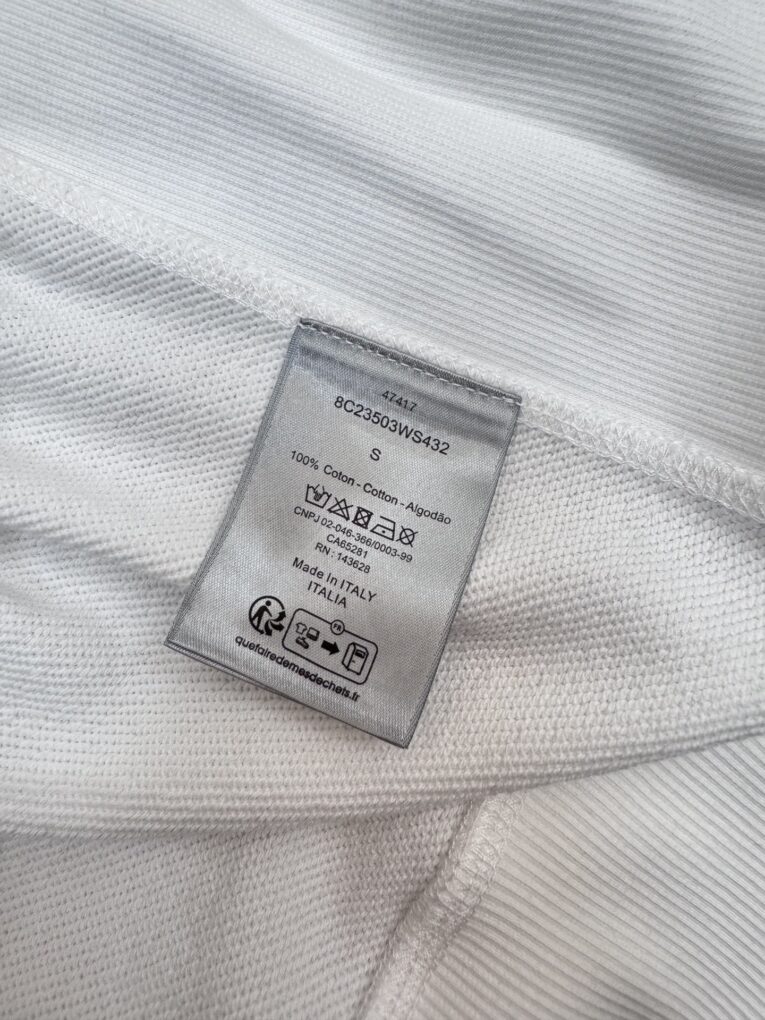 47417
8C23503WS432
S
100% Coton - Cotton - Algodão
CNPJ 02-046-366/0003-99
CA65281
RN : 143628
Made in ITALY
ITALIA
FR
quefairedemesdechets.fr